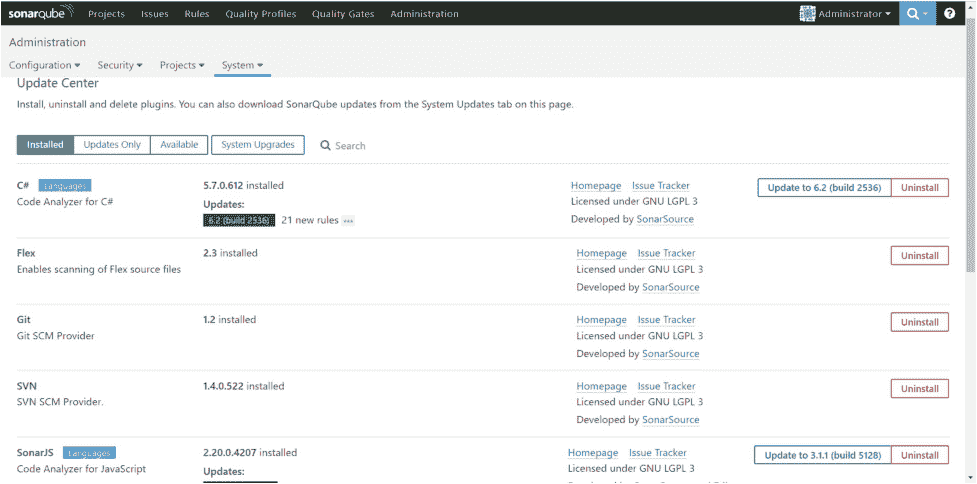 sonarqube Projects Issues Rules Quality Profiles Quality Gates Administration Administrator ?
Administration
Configuration Security Projects System
Update Center
Install, uninstall and delete plugins. You can also download SonarQube updates from the System Updates tab on this page.
Installed Updates Only Available System Upgrades Search
C# Languages 5.7.0.612 installed Homepage Issue Tracker Update to 6.2 (build 2536) Uninstall
Code Analyzer for C# Updates: Licensed under GNU LGPL 3
6.2 (build 2536) 21 new rules ... Developed by SonarSource
Flex 2.3 installed Homepage Issue Tracker Uninstall
Enables scanning of Flex source files Licensed under GNU LGPL 3
Developed by SonarSource
Git 1.2 installed Homepage Issue Tracker Uninstall
Git SCM Provider Licensed under GNU LGPL 3
Developed by SonarSource
SVN 1.4.0.522 installed Homepage Issue Tracker Uninstall
SVN SCM Provider. Licensed under GNU LGPL 3
Developed by SonarSource
SonarJS Languages 2.20.0.4207 installed Homepage Issue Tracker Update to 3.1.1 (build 5128) Uninstall
Code Analyzer for JavaScript Licensed under GNU LGPL 3
Updates: